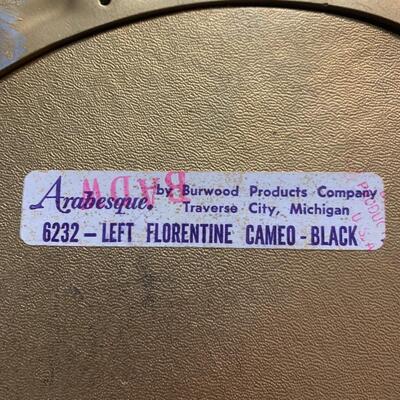 Arabesque. by Burwood Products Company
Traverse City, Michigan
6232 - LEFT FLORENTINE CAMEO - BLACK
U.S.A